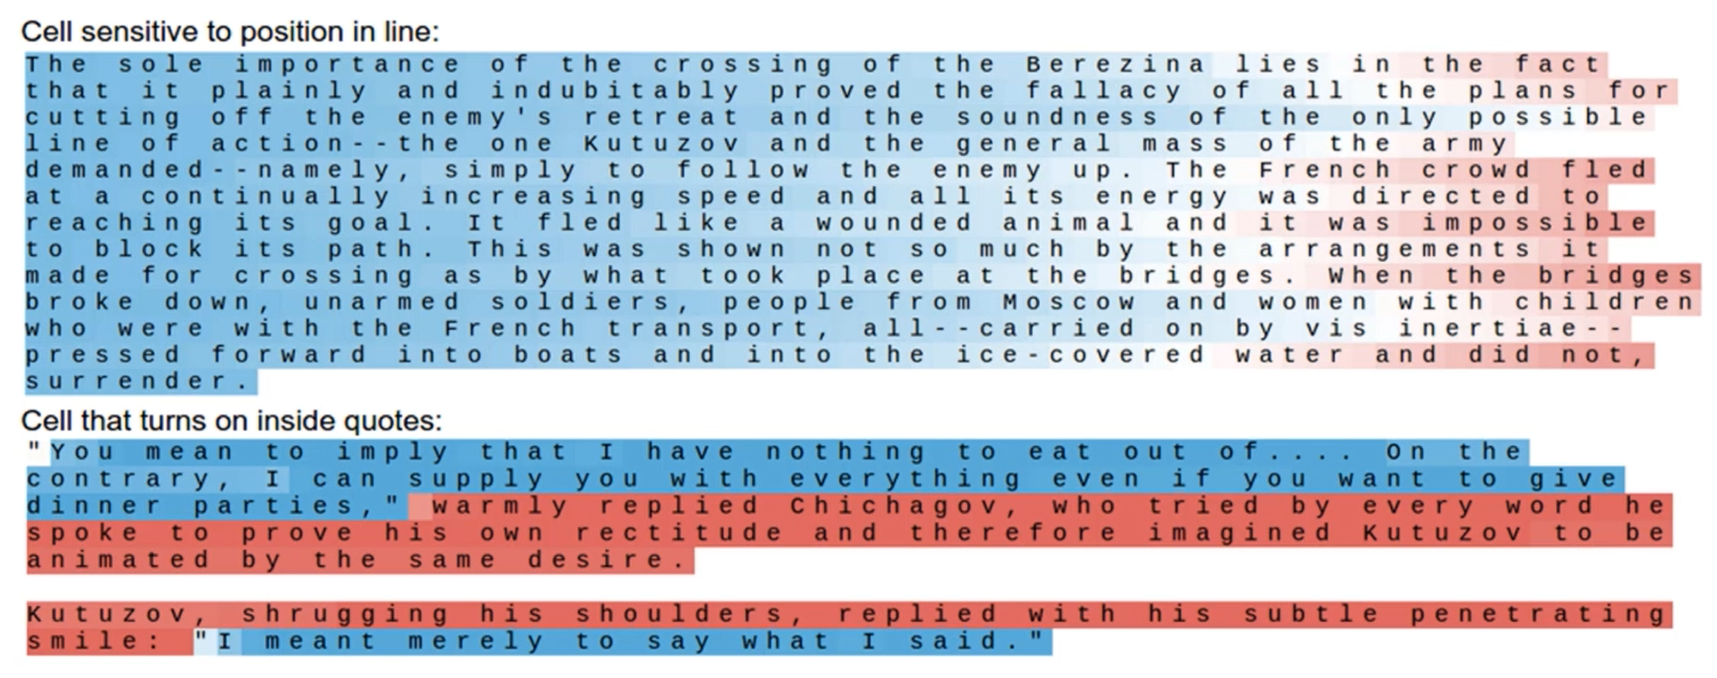 Cell sensitive to position in line:
The sole importance of the crossing of the Berezina lies in the fact
that it plainly and indubitably proved the fallacy of all the plans for
cutting off the enemy's retreat and the soundness of the only possible
line of action--the one Kutuzov and the general mass of the army
demanded--namely, simply to follow the enemy up. The French crowd fled
at a continually increasing speed and all its energy was directed to
reaching its goal. It fled like a wounded animal and it was impossible
to block its path. This was shown not so much by the arrangements it
made for crossing as by what took place at the bridges. When the bridges
broke down, unarmed soldiers, people from Moscow and women with children
who were with the French transport, all--carried on by vis inertiae--
pressed forward into boats and into the ice-covered water and did not,
surrender.
Cell that turns on inside quotes:
"You mean to imply that I have nothing to eat out of.... On the
contrary, I can supply you with everything even if you want to give
dinner parties," warmly replied Chichagov, who tried by every word he
spoke to prove his own rectitude and therefore imagined Kutuzov to be
animated by the same desire.
Kutuzov, shrugging his shoulders, replied with his subtle penetrating
smile: "I meant merely to say what I said."